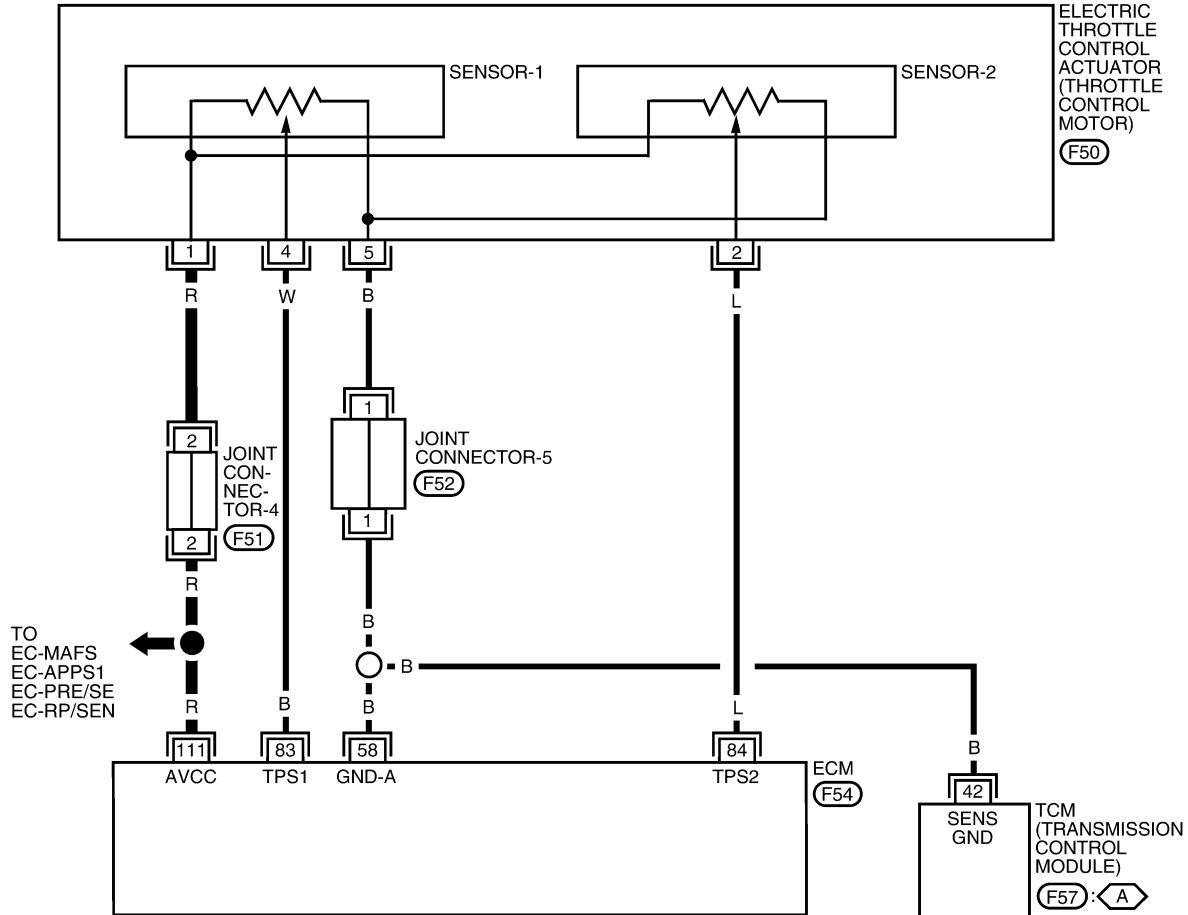 ELECTRIC
THROTTLE
CONTROL
ACTUATOR
(THROTTLE
CONTROL
MOTOR)
F50
SENSOR-1
SENSOR-2
1
4
5
2
R
W
B
L
2
JOINT
CON-
NEC-
TOR-4
F51
2
R
1
JOINT
CONNECTOR-5
F52
1
B
B
TO
EC-MAFS
EC-APPS1
EC-PRE/SE
EC-RP/SEN
R
B
B
L
B
111
83
58
84
42
AVCC
TPS1
GND-A
TPS2
ECM
F54
SENS
GND
TCM
(TRANSMISSION
CONTROL
MODULE)
F57 : A